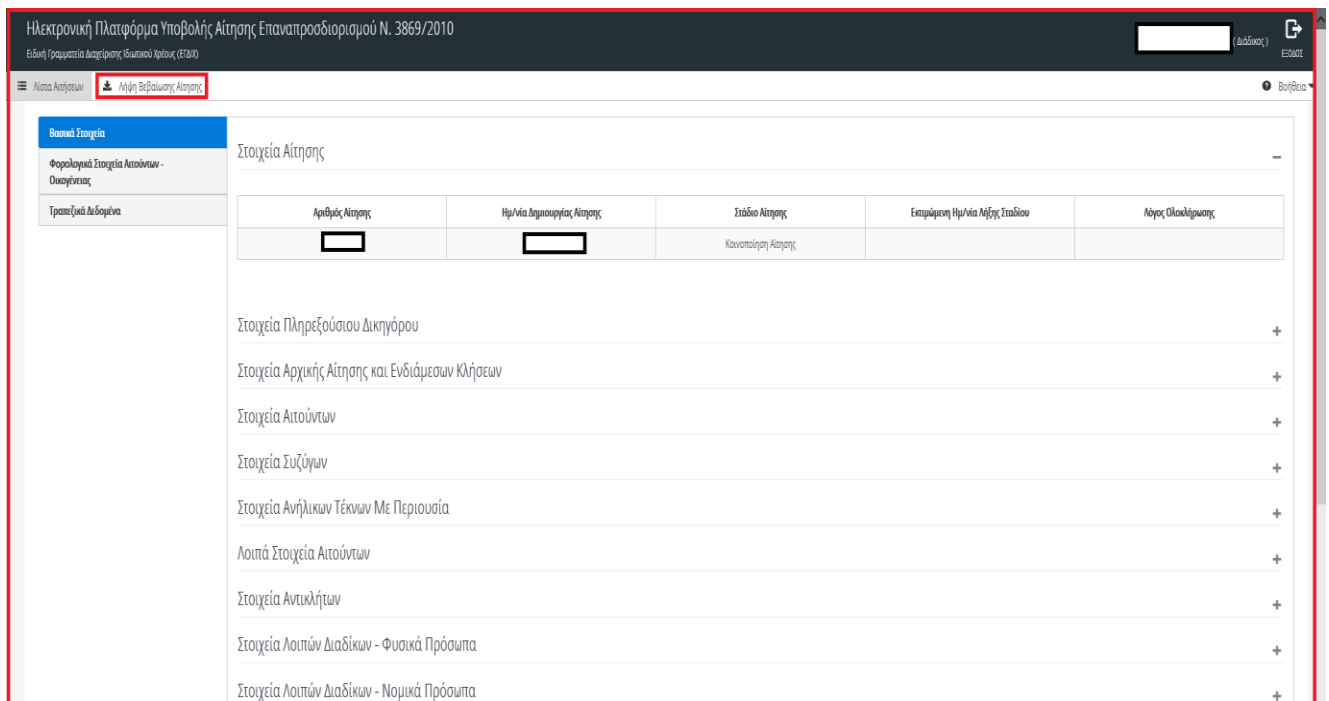 Ηλεκτρονική Πλατφόρμα Υποβολής Αίτησης Επαναπροσδιορισμού Ν. 3869/2010
Ειδική Γραμματεία Διαχείρισης Ιδιωτικού Χρέους (ΕΓΔΙΧ)
( Διάδικος )
ΕΞΟΔΟΣ
Λίστα Αιτήσεων
Λήψη Βεβαίωσης Αίτησης
Βοήθεια
Βασικά Στοιχεία
Φορολογικά Στοιχεία Αιτούντων -
Οικογένειας
Τραπεζικά Δεδομένα
Στοιχεία Αίτησης
Αριθμός Αίτησης Ημ/νία Δημιουργίας Αίτησης Στάδιο Αίτησης Εκτιμώμενη Ημ/νία Λήξης Σταδίου Λόγος Ολοκλήρωσης
Κοινοποίηση Αίτησης
Στοιχεία Πληρεξούσιου Δικηγόρου
Στοιχεία Αρχικής Αίτησης και Ενδιάμεσων Κλήσεων
Στοιχεία Αιτούντων
Στοιχεία Συζύγων
Στοιχεία Ανήλικων Τέκνων Με Περιουσία
Λοιπά Στοιχεία Αιτούντων
Στοιχεία Αντικλήτων
Στοιχεία Λοιπών Διαδίκων - Φυσικά Πρόσωπα
Στοιχεία Λοιπών Διαδίκων - Νομικά Πρόσωπα